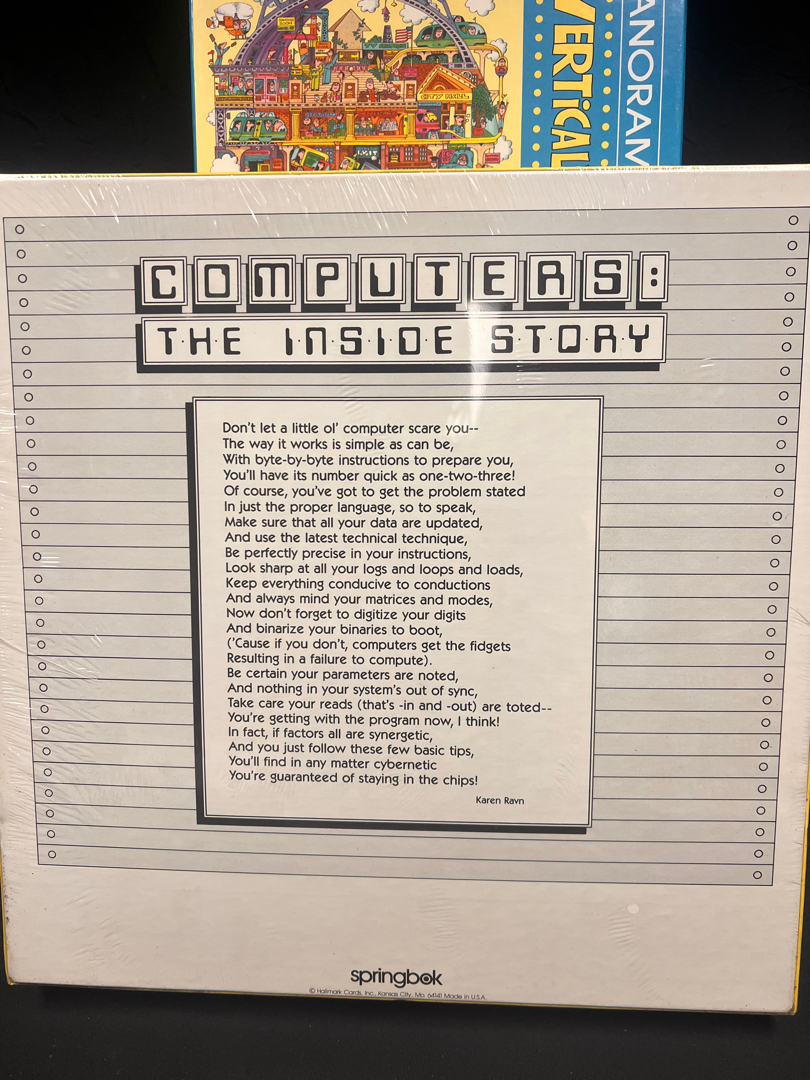 VERTICAL
COMPUTERS:
THE INSIDE STORY
Don't let a little ol' computer scare you--
The way it works is simple as can be,
With byte-by-byte instructions to prepare you,
You'll have its number quick as one-two-three!
Of course, you've got to get the problem stated
In just the proper language, so to speak,
Make sure that all your data are updated,
And use the latest technical technique,
Be perfectly precise in your instructions,
Look sharp at all your logs and loops and loads,
Keep everything conducive to conductions
And always mind your matrices and modes,
Now don't forget to digitize your digits
And binarize your binaries to boot,
('Cause if you don't, computers get the fidgets
Resulting in a failure to compute).
Be certain your parameters are noted,
And nothing in your system's out of sync,
Take care your reads (that's -in and -out) are toted--
You're getting with the program now, I think!
In fact, if factors all are synergetic,
And you just follow these few basic tips,
You'll find in any matter cybernetic
You're guaranteed of staying in the chips!
Karen Ravn
springbok
© Hallmark Cards, Inc., Kansas City, Mo. 64141 Made in U.S.A.